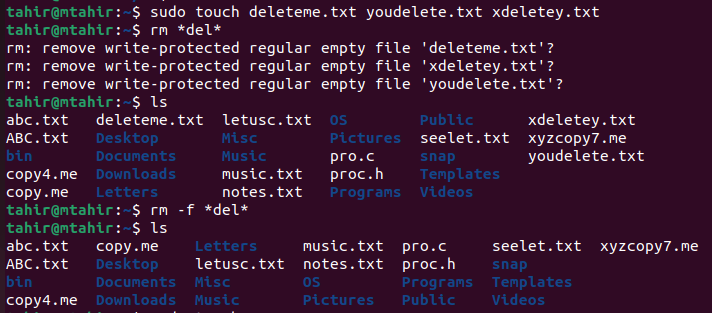 tahir@mtahir:~$ sudo touch deleteme.txt youdelete.txt xdeletey.txt
tahir@mtahir:~$ rm *del*
rm: remove write-protected regular empty file 'deleteme.txt'?
rm: remove write-protected regular empty file 'xdeletey.txt'?
rm: remove write-protected regular empty file 'youdelete.txt'?
tahir@mtahir:~$ ls
abc.txt deleteme.txt letusc.txt OS Public xdeletey.txt
ABC.txt Desktop Misc Pictures seelet.txt xyzcopy7.me
bin Documents Music pro.c snap youdelete.txt
copy4.me Downloads music.txt proc.h Templates
copy.me Letters notes.txt Programs Videos
tahir@mtahir:~$ rm -f *del*
tahir@mtahir:~$ ls
abc.txt copy.me Letters music.txt pro.c seelet.txt xyzcopy7.me
ABC.txt Desktop letusc.txt notes.txt proc.h snap
bin Documents Misc OS Programs Templates
copy4.me Downloads Music Pictures Public Videos